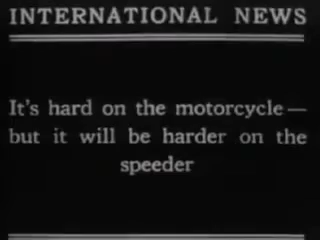 INTERNATIONAL NEWS
It's hard on the motorcycle—
but it will be harder on the
speeder